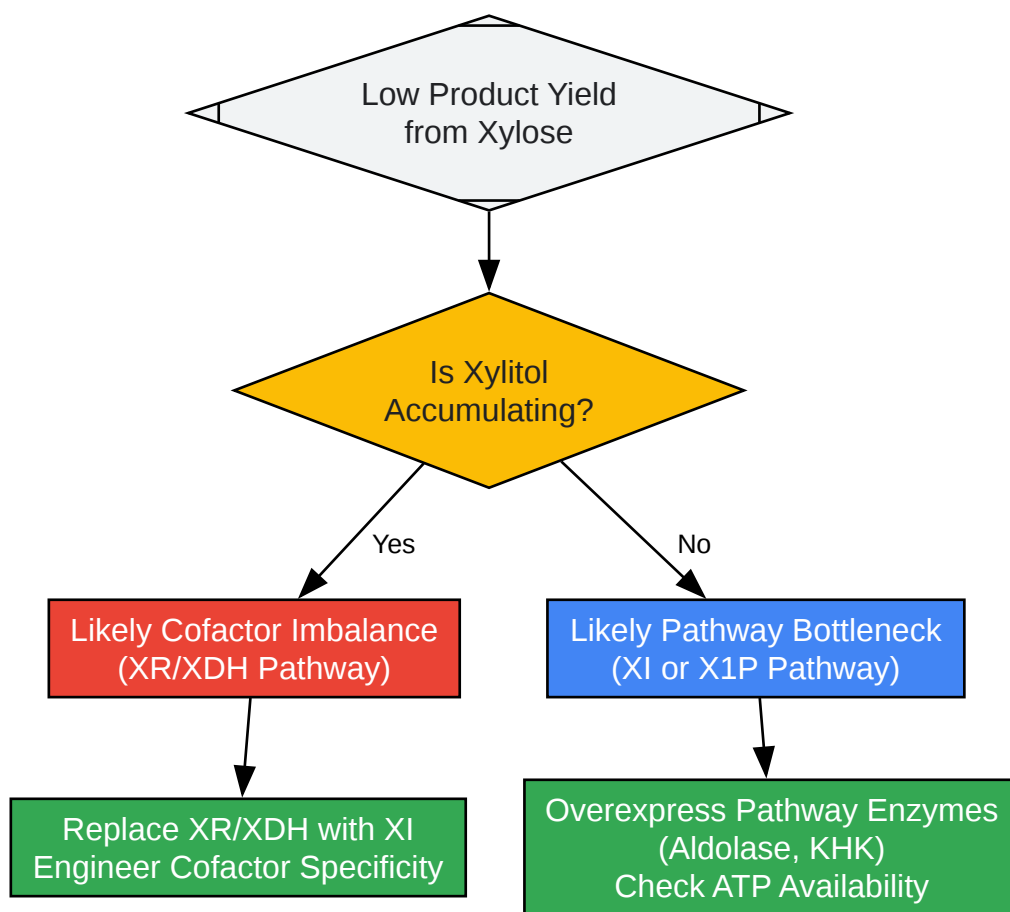 Low Product Yield
from Xylose
Is Xylitol
Accumulating?
Yes
No
Likely Cofactor Imbalance
(XR/XDH Pathway)
Likely Pathway Bottleneck
(XI or X1P Pathway)
Replace XR/XDH with XI
Engineer Cofactor Specificity
Overexpress Pathway Enzymes
(Aldolase, KHK)
Check ATP Availability